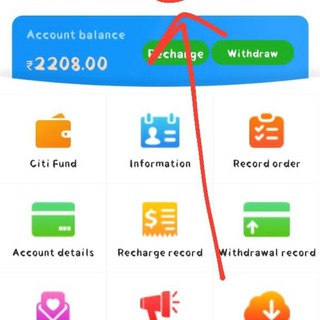 Account balance
₹2208.00
Recharge
Withdraw
Citi Fund
Information
Record order
Account details
Recharge record
Withdrawal record